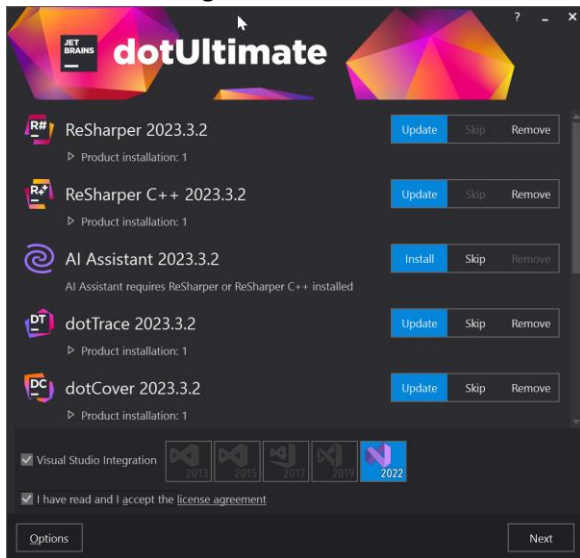 JET
BRAINS
dotUltimate
?
R#
ReSharper 2023.3.2
Update Skip Remove
Product installation: 1
R++
ReSharper C++ 2023.3.2
Update Skip Remove
Product installation: 1
AI Assistant 2023.3.2
Install Skip Remove
AI Assistant requires ReSharper or ReSharper C++ installed
DT
dotTrace 2023.3.2
Update Skip Remove
Product installation: 1
DC
dotCover 2023.3.2
Update Skip Remove
Product installation: 1
Visual Studio Integration 2013 2015 2017 2019 2022
I have read and I accept the license agreement
Options Next